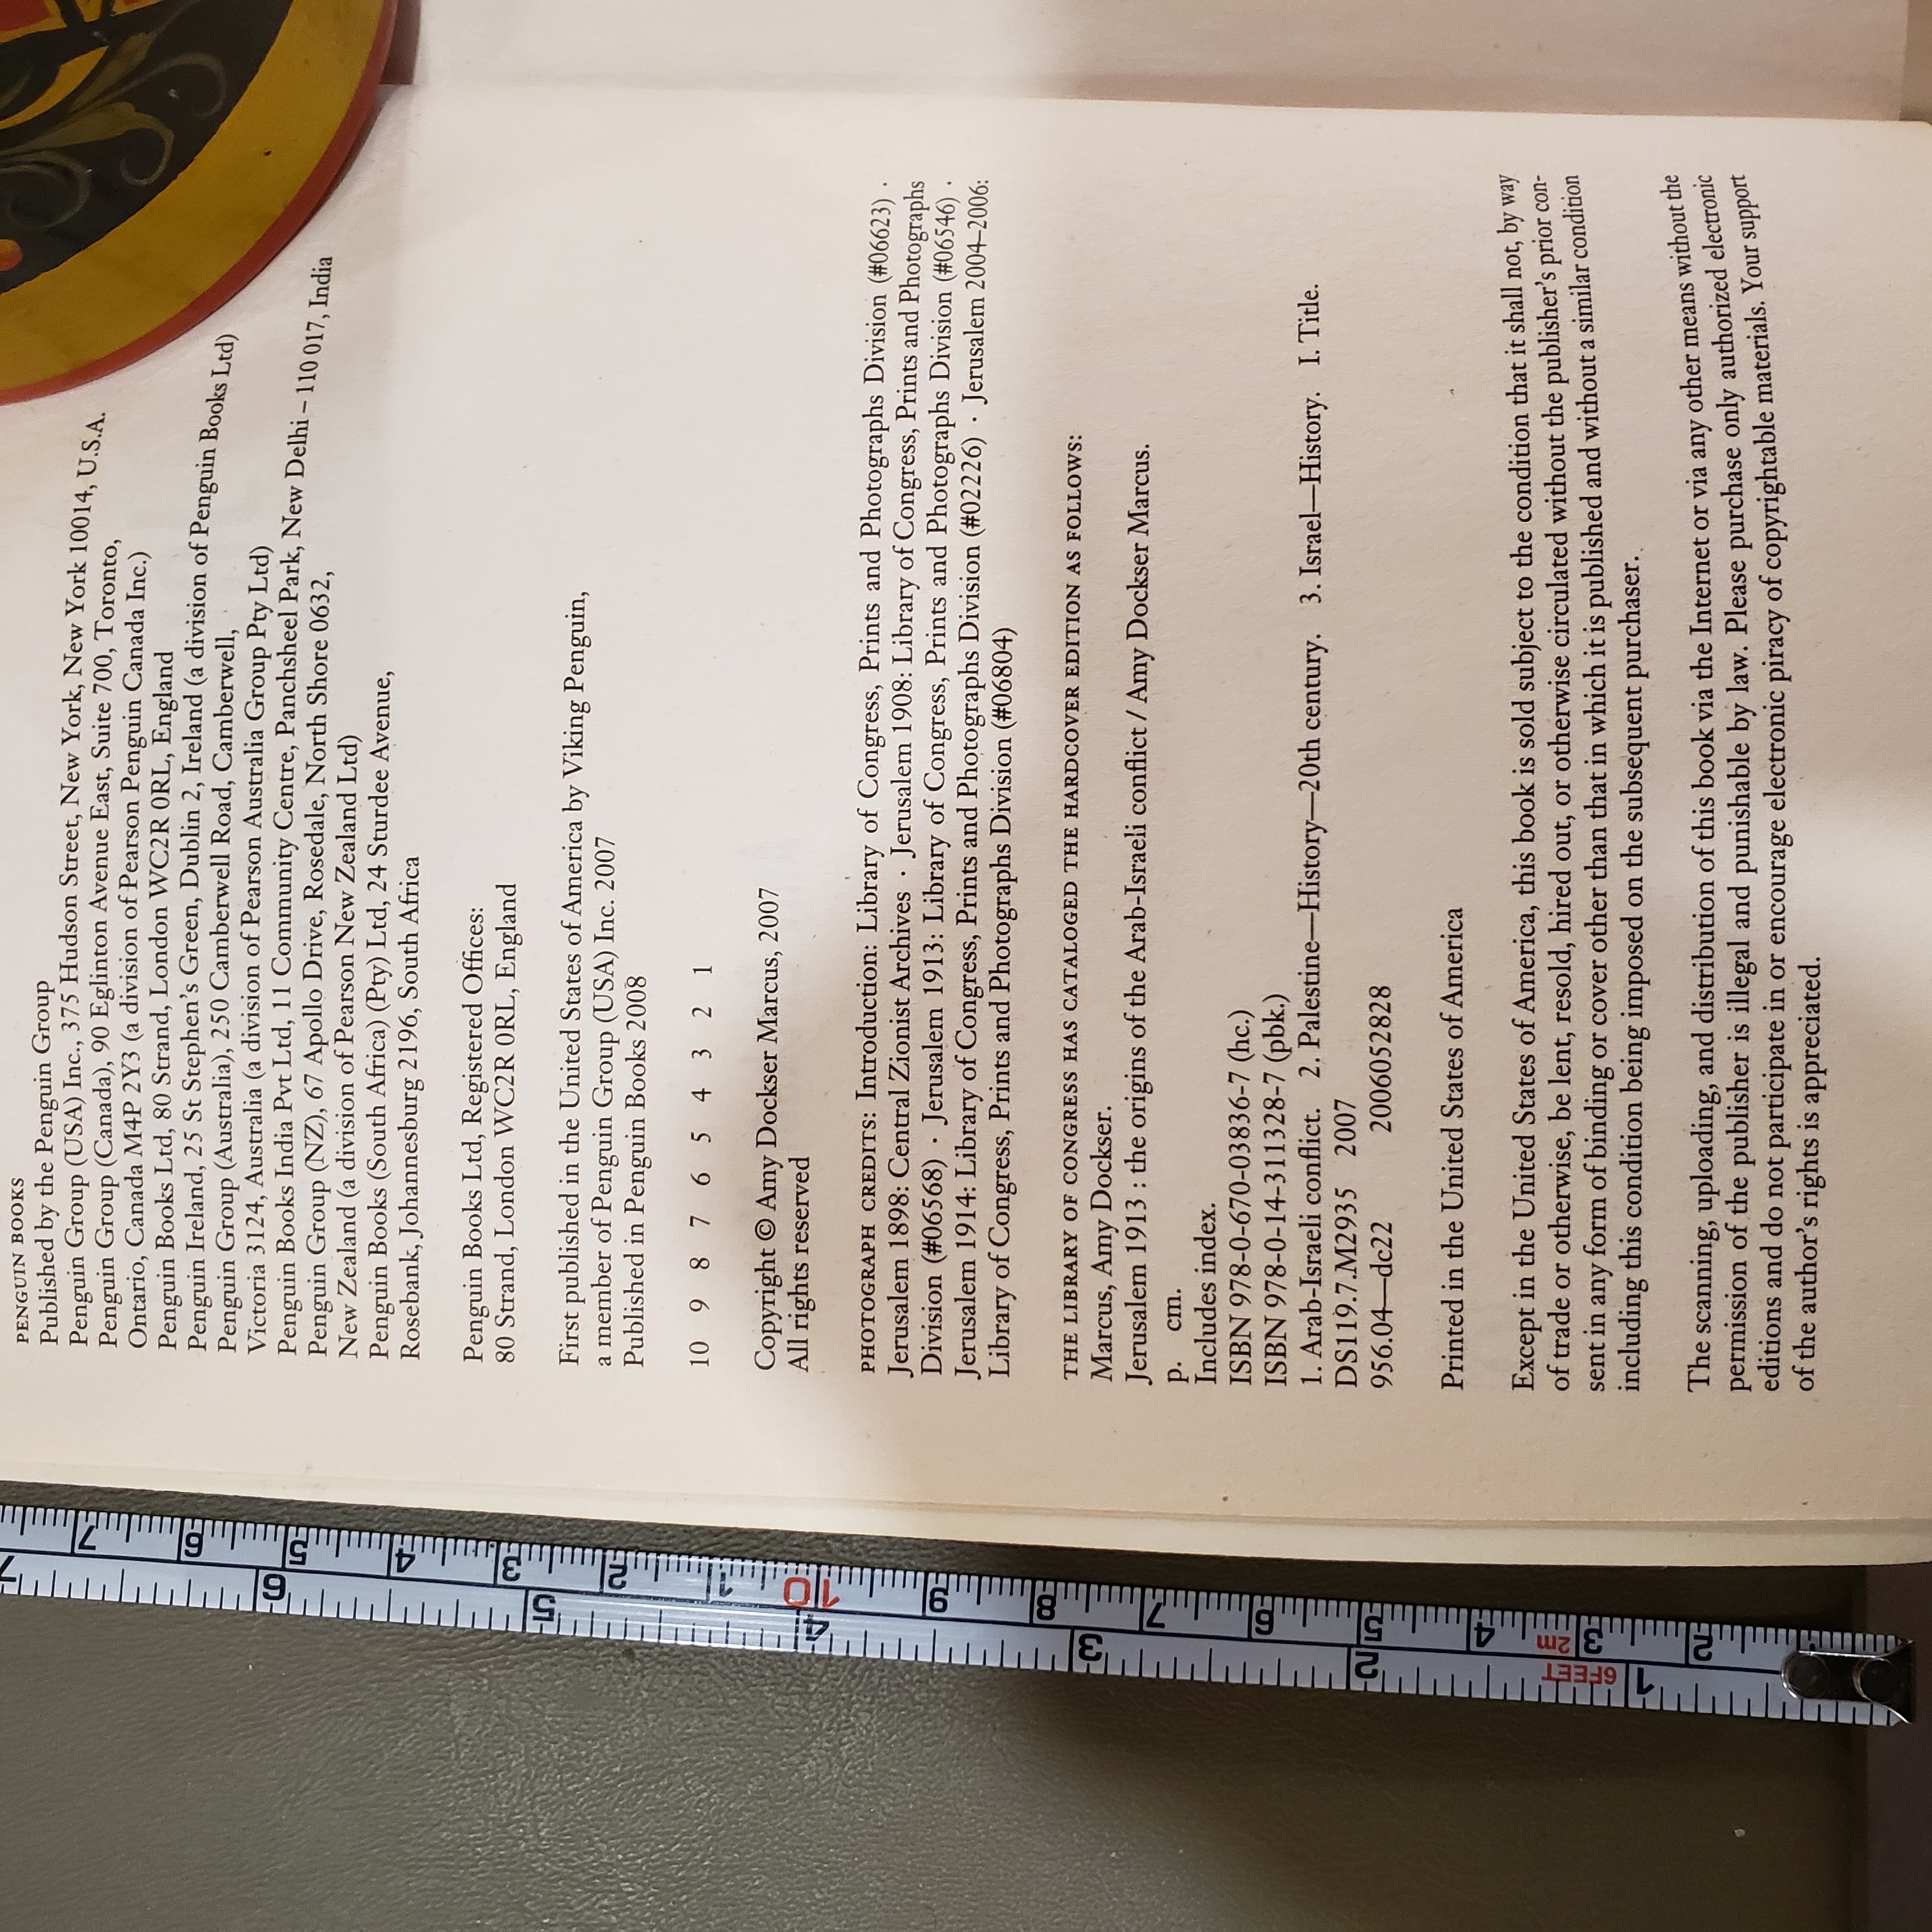 PENGUIN BOOKS
Published by the Penguin Group
Penguin Group (USA) Inc., 375 Hudson Street, New York, New York 10014, U.S.A.
Penguin Group (Canada), 90 Eglinton Avenue East, Suite 700, Toronto,
Ontario, Canada M4P 2Y3 (a division of Pearson Penguin Canada Inc.)
Penguin Books Ltd, 80 Strand, London WC2R 0RL, England
Penguin Ireland, 25 St Stephen's Green, Dublin 2, Ireland (a division of Penguin Books Ltd)
Penguin Group (Australia), 250 Camberwell Road, Camberwell,
Victoria 3124, Australia (a division of Pearson Australia Group Pty Ltd)
Penguin Books India Pvt Ltd, 11 Community Centre, Panchsheel Park, New Delhi – 110 017, India
Penguin Group (NZ), 67 Apollo Drive, Rosedale, North Shore 0632,
New Zealand (a division of Pearson New Zealand Ltd)
Penguin Books (South Africa) (Pty) Ltd, 24 Sturdee Avenue,
Rosebank, Johannesburg 2196, South Africa
Penguin Books Ltd, Registered Offices:
80 Strand, London WC2R 0RL, England
First published in the United States of America by Viking Penguin,
a member of Penguin Group (USA) Inc. 2007
Published in Penguin Books 2008
10 9 8 7 6 5 4 3 2 1
Copyright © Amy Dockser Marcus, 2007
All rights reserved
PHOTOGRAPH CREDITS: Introduction: Library of Congress, Prints and Photographs Division (#06623) ·
Jerusalem 1898: Central Zionist Archives · Jerusalem 1908: Library of Congress, Prints and Photographs
Division (#06568) · Jerusalem 1913: Library of Congress, Prints and Photographs Division (#06546) ·
Jerusalem 1914: Library of Congress, Prints and Photographs Division (#02226) · Jerusalem 2004–2006:
Library of Congress, Prints and Photographs Division (#06804)
THE LIBRARY OF CONGRESS HAS CATALOGED THE HARDCOVER EDITION AS FOLLOWS:
Marcus, Amy Dockser.
Jerusalem 1913 : the origins of the Arab-Israeli conflict / Amy Dockser Marcus.
p. cm.
Includes index.
ISBN 978-0-670-03836-7 (hc.)
ISBN 978-0-14-311328-7 (pbk.)
1. Arab-Israeli conflict. 2. Palestine—History—20th century. 3. Israel—History. I. Title.
DS119.7.M2935 2007
956.04—dc22 2006052828
Printed in the United States of America
Except in the United States of America, this book is sold subject to the condition that it shall not, by way
of trade or otherwise, be lent, resold, hired out, or otherwise circulated without the publisher's prior con-
sent in any form of binding or cover other than that in which it is published and without a similar condition
including this condition being imposed on the subsequent purchaser.
The scanning, uploading, and distribution of this book via the Internet or via any other means without the
permission of the publisher is illegal and punishable by law. Please purchase only authorized electronic
editions and do not participate in or encourage electronic piracy of copyrightable materials. Your support
of the author's rights is appreciated.
1 6FEET 2 3 4 5 6 7
2 3 2m 4 5 6 7 8 9 10 1 2 3 4 5 6 7